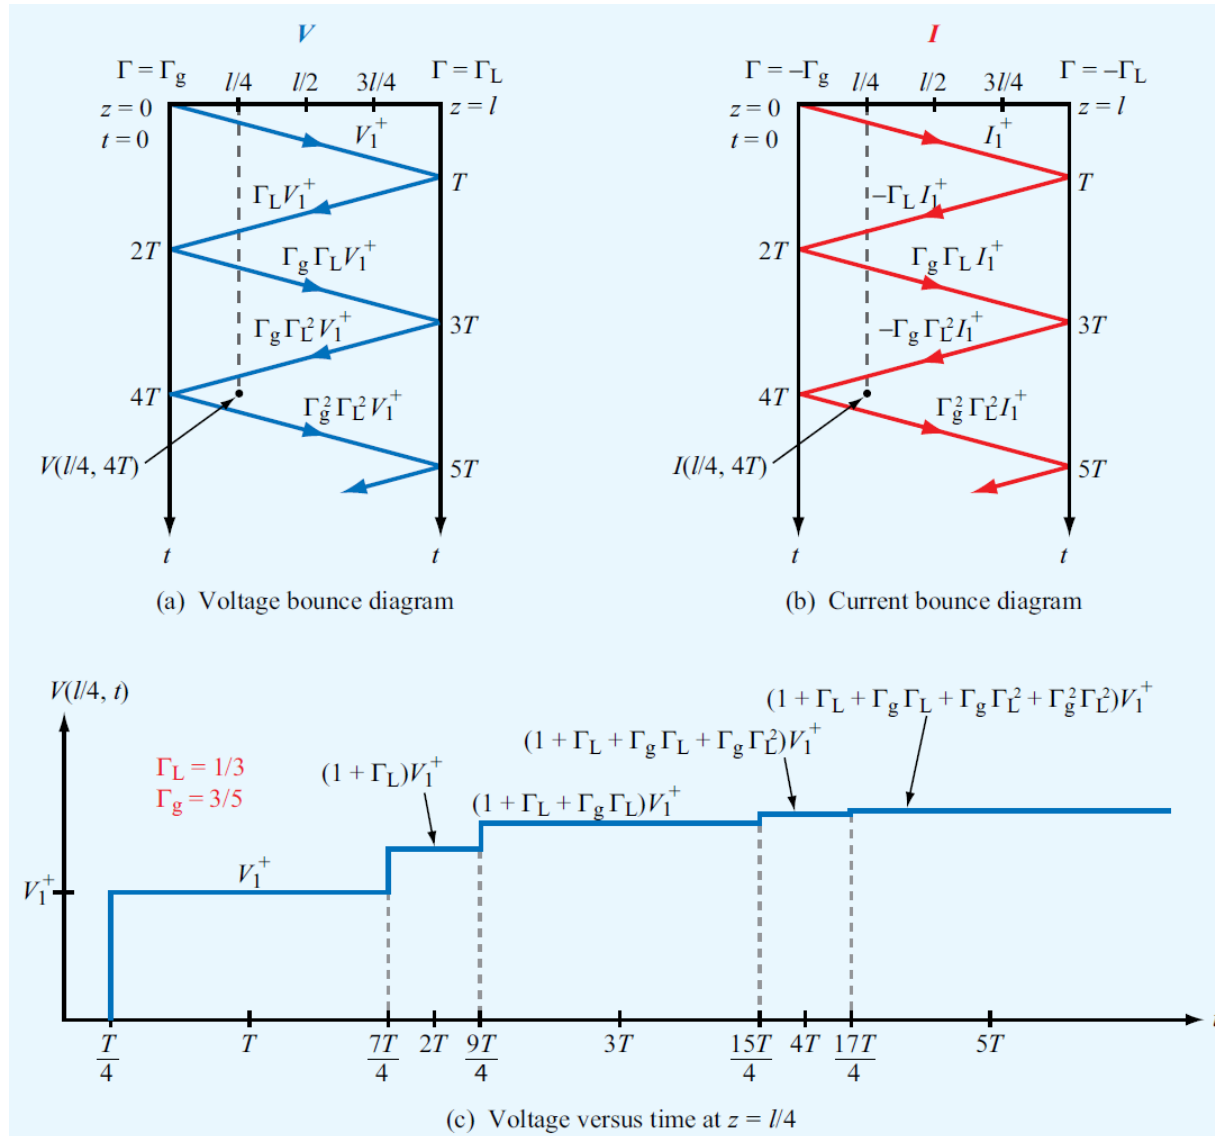 V
Γ = Γg l/4 l/2 3l/4 Γ = ΓL
z = 0 z = l
t = 0
V₁⁺
T
ΓLV₁⁺
2T
ΓgΓLV₁⁺
3T
ΓgΓL²V₁⁺
4T
Γg²ΓL²V₁⁺
V(l/4, 4T)
5T
t t
(a) Voltage bounce diagram
I
Γ = –Γg l/4 l/2 3l/4 Γ = –ΓL
z = 0 z = l
t = 0
I₁⁺
T
–ΓLI₁⁺
2T
ΓgΓLI₁⁺
3T
–ΓgΓL²I₁⁺
4T
Γg²ΓL²I₁⁺
I(l/4, 4T)
5T
t t
(b) Current bounce diagram
V(l/4, t)
(1 + ΓL + ΓgΓL + ΓgΓL² + Γg²ΓL²)V₁⁺
(1 + ΓL + ΓgΓL + ΓgΓL²)V₁⁺
ΓL = 1/3
Γg = 3/5
(1 + ΓL)V₁⁺
(1 + ΓL + ΓgΓL)V₁⁺
V₁⁺
V₁⁺
T/4 T 7T/4 2T 9T/4 3T 15T/4 4T 17T/4 5T
(c) Voltage versus time at z = l/4